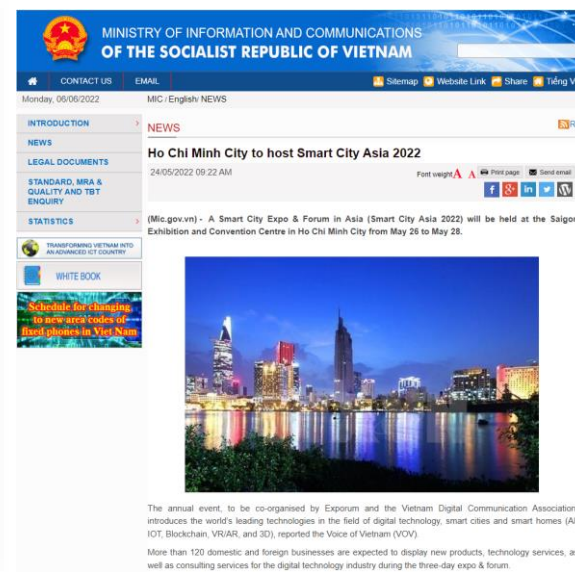 MINISTRY OF INFORMATION AND COMMUNICATIONS
OF THE SOCIALIST REPUBLIC OF VIETNAM
CONTACT US EMAIL Sitemap Website Link Share Tiếng V
Monday, 06/06/2022 MIC / English/ NEWS
INTRODUCTION
NEWS
LEGAL DOCUMENTS
STANDARD, MRA &
QUALITY AND TBT
ENQUIRY
STATISTICS
TRANSFORMING VIETNAM INTO
AN ADVANCED ICT COUNTRY
WHITE BOOK
Schedule for changing
to new area codes of
fixed phones in Viet Nam
NEWS
Ho Chi Minh City to host Smart City Asia 2022
24/05/2022 09:22 AM Font weight A A Print page Send email
(Mic.gov.vn) - A Smart City Expo & Forum in Asia (Smart City Asia 2022) will be held at the Saigon
Exhibition and Convention Centre in Ho Chi Minh City from May 26 to May 28.
The annual event, to be co-organised by Exporum and the Vietnam Digital Communication Association,
introduces the world's leading technologies in the field of digital technology, smart cities and smart homes (AI,
IOT, Blockchain, VR/AR, and 3D), reported the Voice of Vietnam (VOV).
More than 120 domestic and foreign businesses are expected to display new products, technology services, as
well as consulting services for the digital technology industry during the three-day expo & forum.